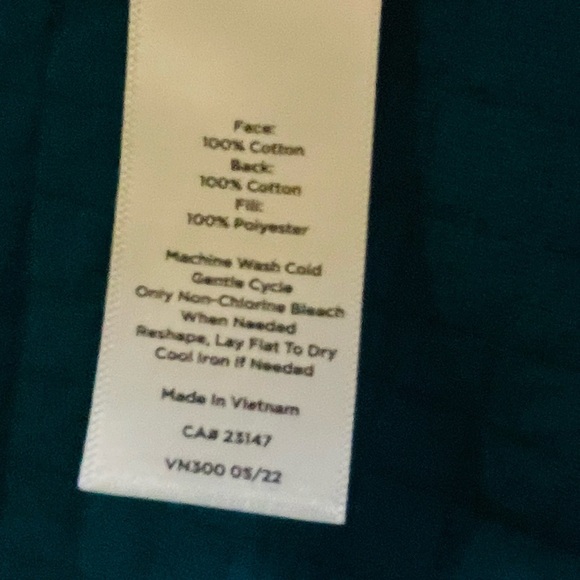 Face:
100% Cotton
Back:
100% Cotton
Fill:
100% Polyester
Machine Wash Cold
Gentle Cycle
Only Non-Chlorine Bleach
When Needed
Reshape, Lay Flat To Dry
Cool Iron If Needed
Made In Vietnam
CA# 23147
VN300 05/22